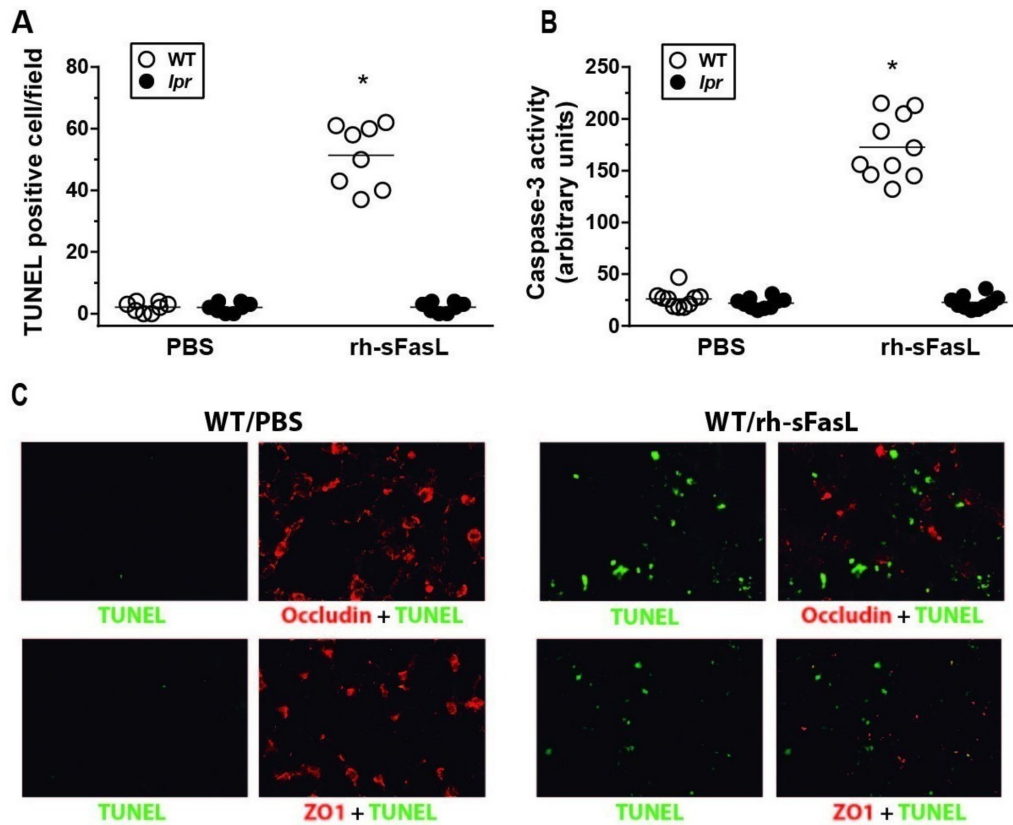 A
TUNEL positive cell/field
80
60
40
20
0
WT
lpr
*
PBS
rh-sFasL
B
Caspase-3 activity
(arbitrary units)
250
200
150
100
50
0
WT
lpr
*
PBS
rh-sFasL
C
WT/PBS
WT/rh-sFasL
TUNEL
Occludin + TUNEL
TUNEL
Occludin + TUNEL
TUNEL
ZO1 + TUNEL
TUNEL
ZO1 + TUNEL